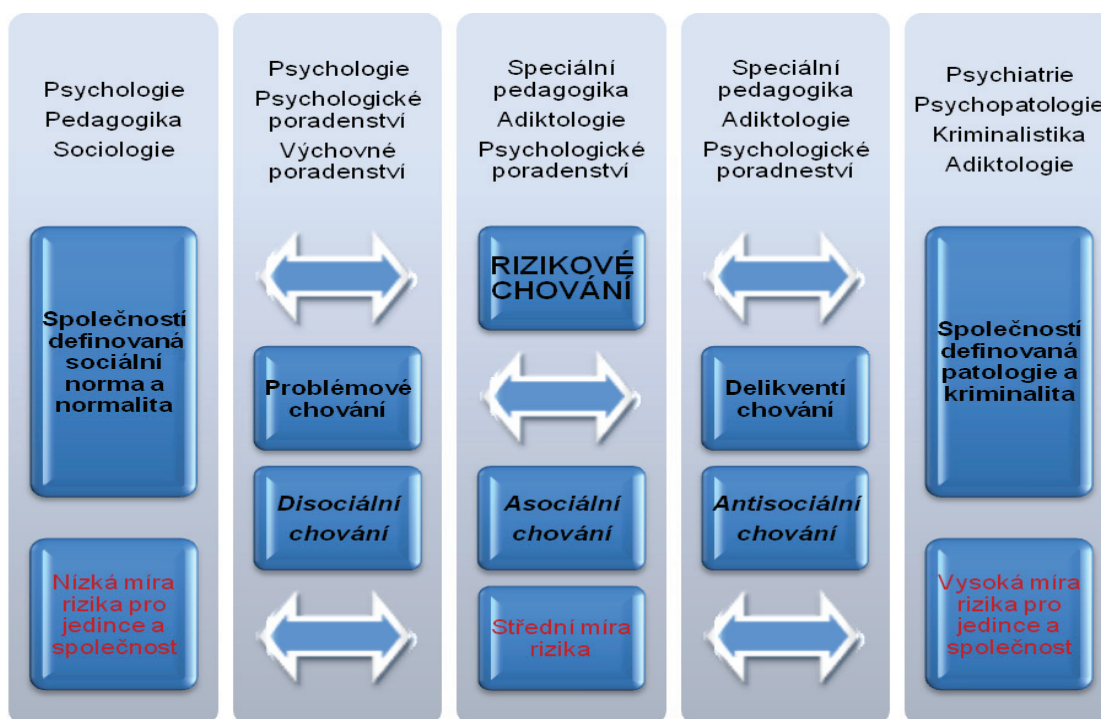 Psychologie
Pedagogika
Sociologie
Společností
definovaná
sociální
norma a
normalita
Nízká míra
rizika pro
jedince a
společnost
Psychologie
Psychologické
poradenství
Výchovné
poradenství
Problémové
chování
Disociální
chování
Speciální
pedagogika
Adiktologie
Psychologické
poradenství
RIZIKOVÉ
CHOVÁNÍ
Asociální
chování
Střední míra
rizika
Speciální
pedagogika
Adiktologie
Psychologické
poradneství
Delikventí
chování
Antisociální
chování
Psychiatrie
Psychopatologie
Kriminalistika
Adiktologie
Společností
definovaná
patologie a
kriminalita
Vysoká míra
rizika pro
jedince a
společnost